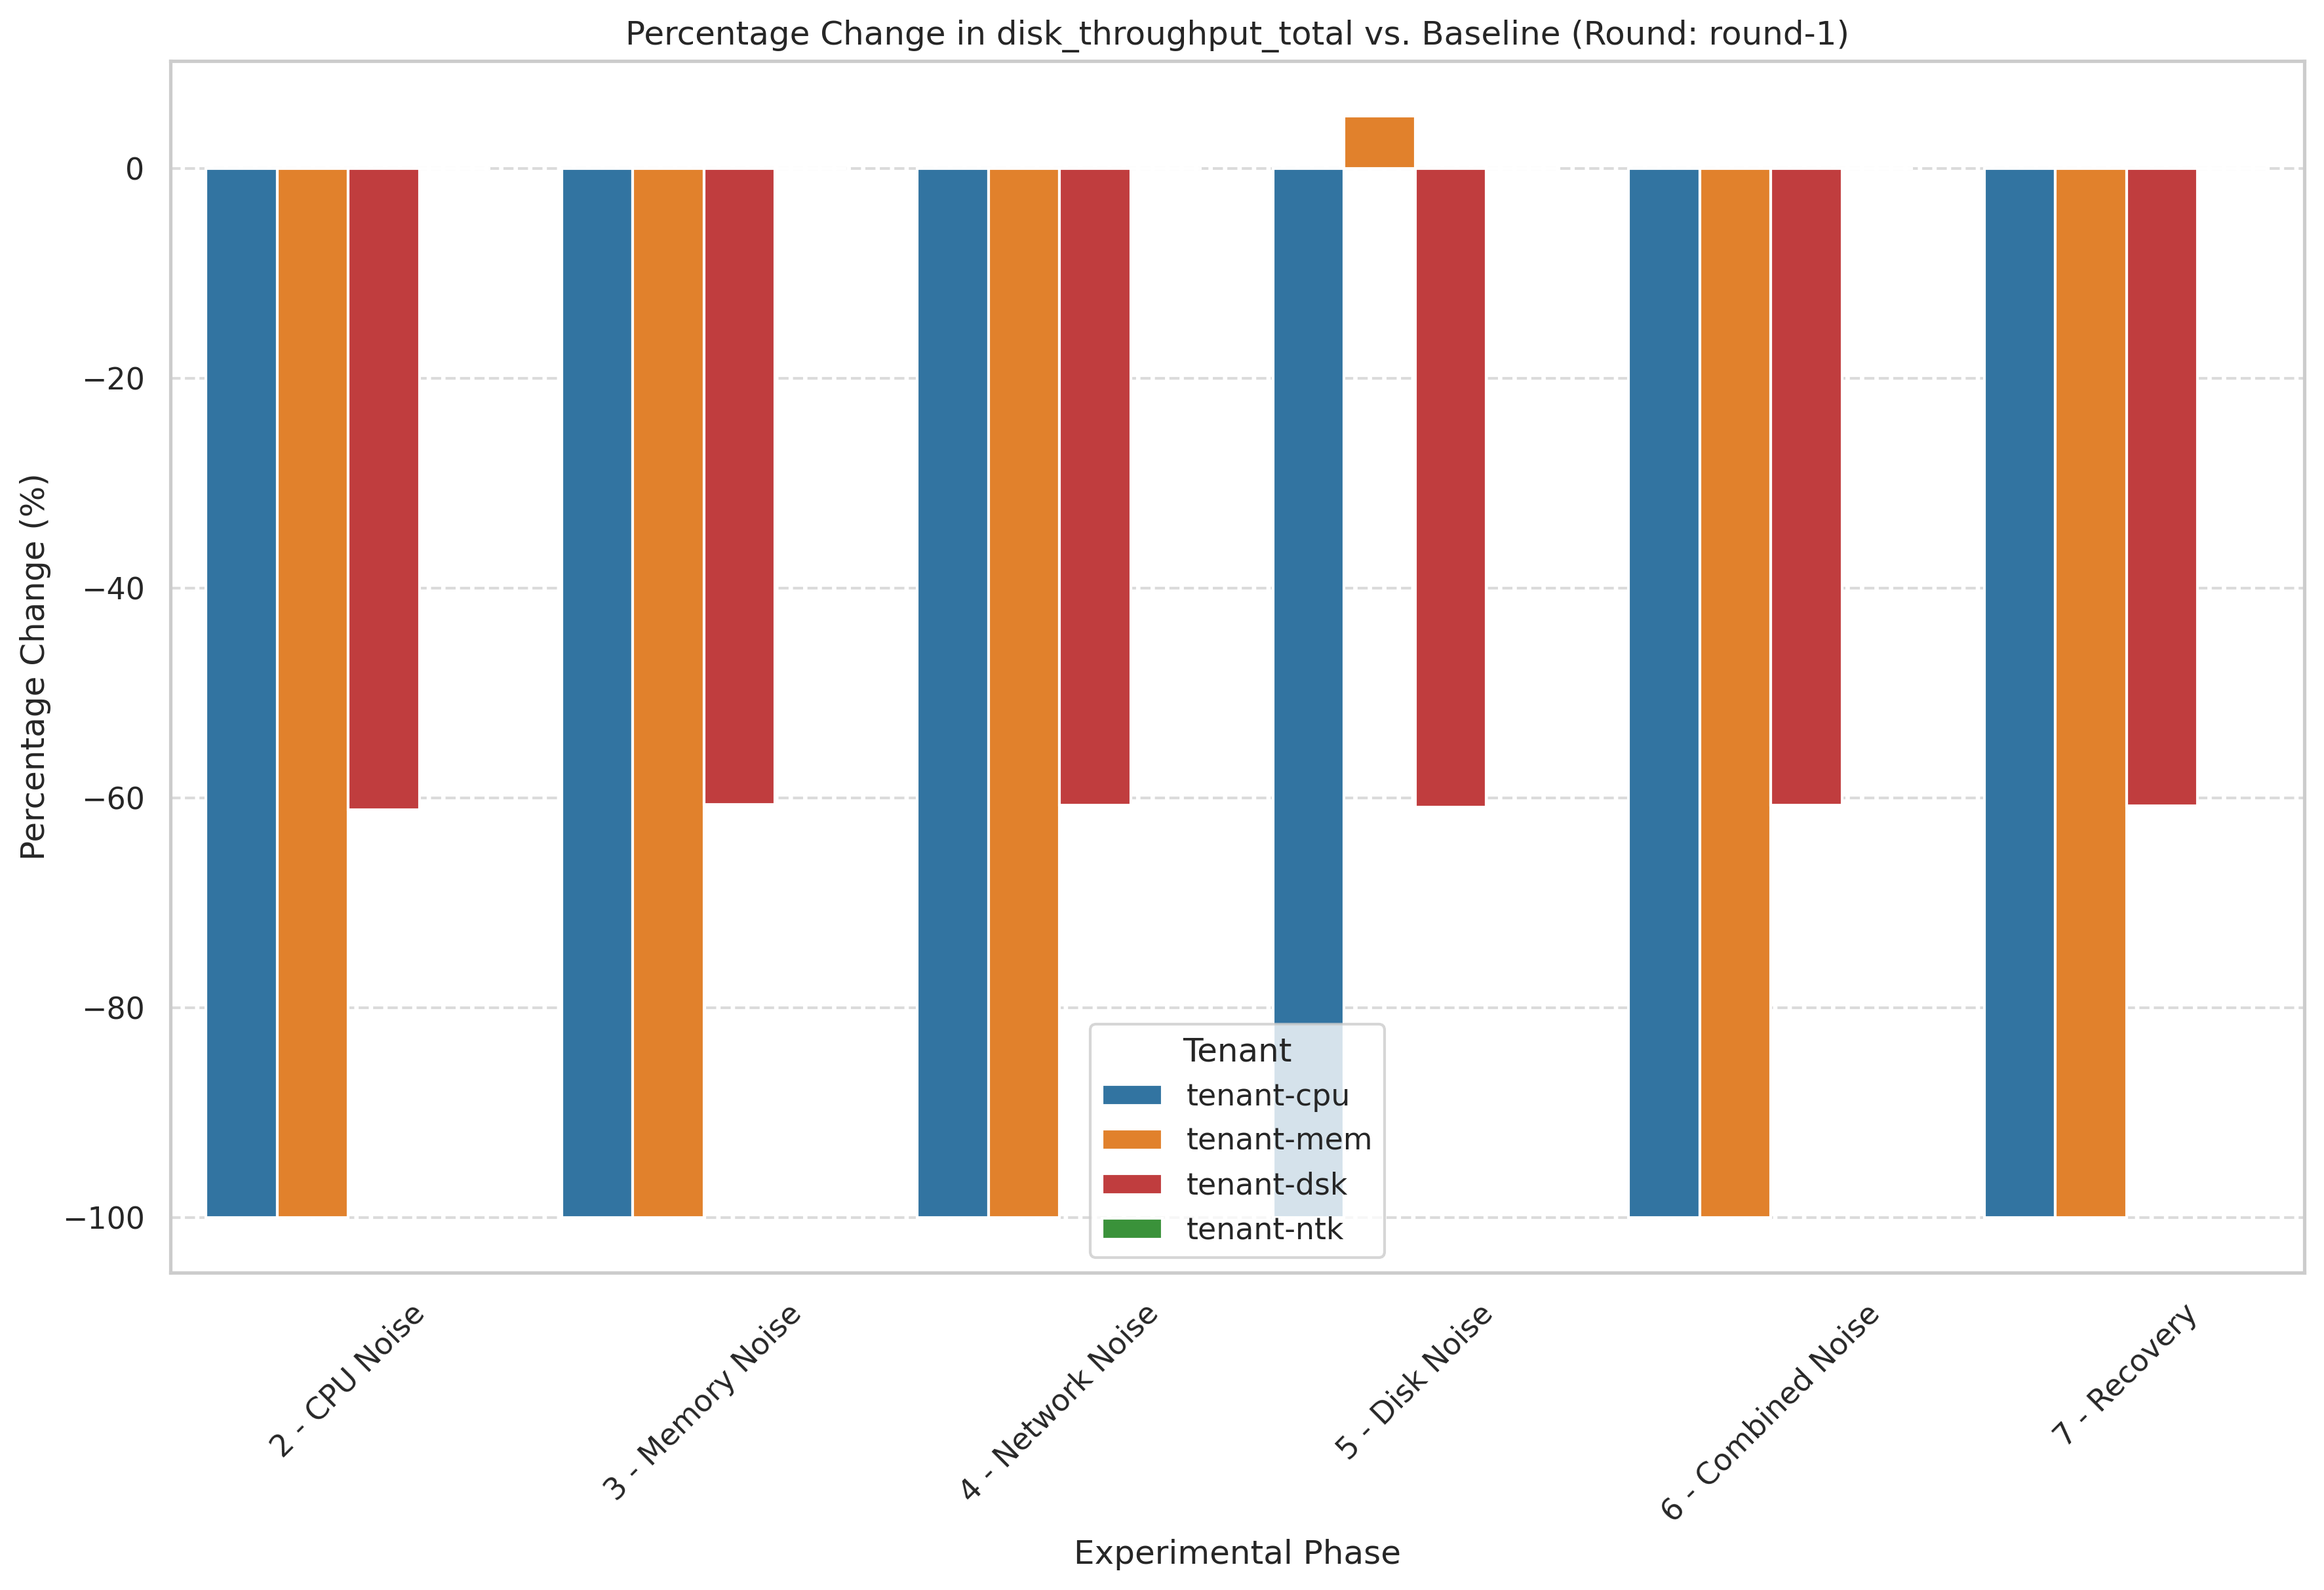 Percentage Change in disk_throughput_total vs. Baseline (Round: round-1)
Percentage Change (%)
0
−20
−40
−60
−80
−100
Tenant
tenant-cpu
tenant-mem
tenant-dsk
tenant-ntk
2 - CPU Noise
3 - Memory Noise
4 - Network Noise
5 - Disk Noise
6 - Combined Noise
7 - Recovery
Experimental Phase